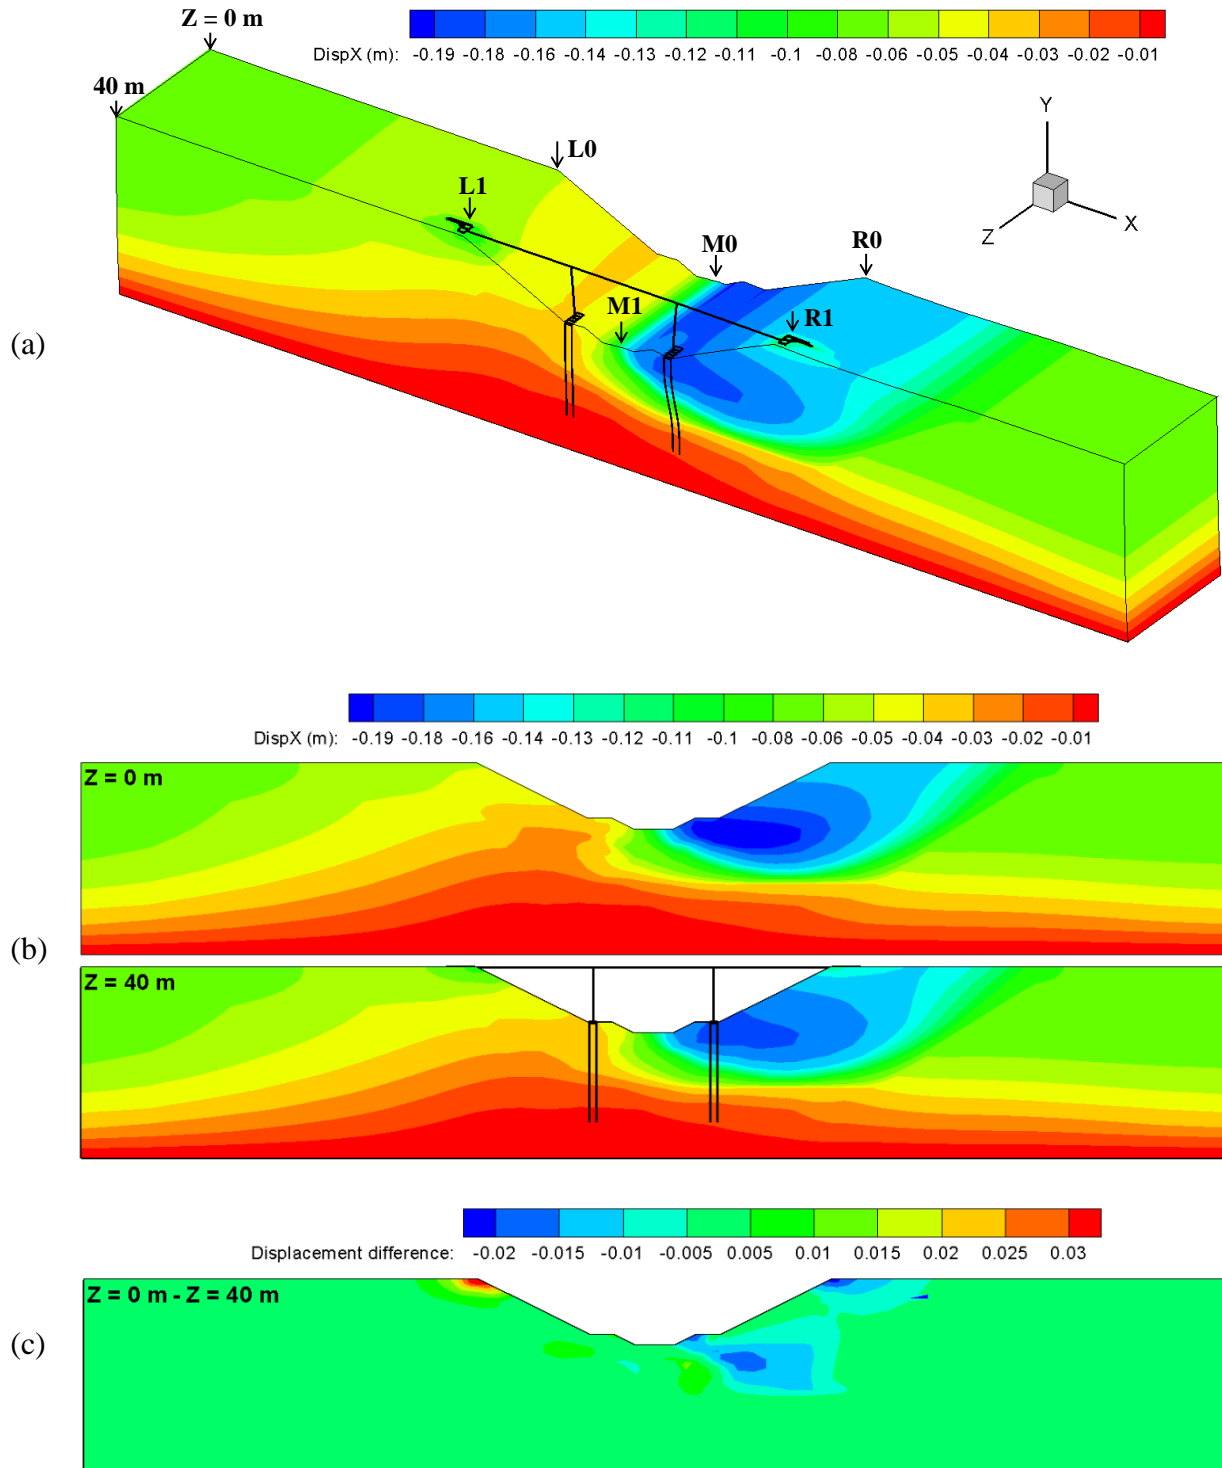 Z = 0 m
DispX (m): -0.19 -0.18 -0.16 -0.14 -0.13 -0.12 -0.11 -0.1 -0.08 -0.06 -0.05 -0.04 -0.03 -0.02 -0.01
40 m
Y
L0
L1
Z
X
M0
R0
M1
R1
(a)
DispX (m): -0.19 -0.18 -0.16 -0.14 -0.13 -0.12 -0.11 -0.1 -0.08 -0.06 -0.05 -0.04 -0.03 -0.02 -0.01
Z = 0 m
(b)
Z = 40 m
Displacement difference: -0.02 -0.015 -0.01 -0.005 0.005 0.01 0.015 0.02 0.025 0.03
Z = 0 m - Z = 40 m
(c)